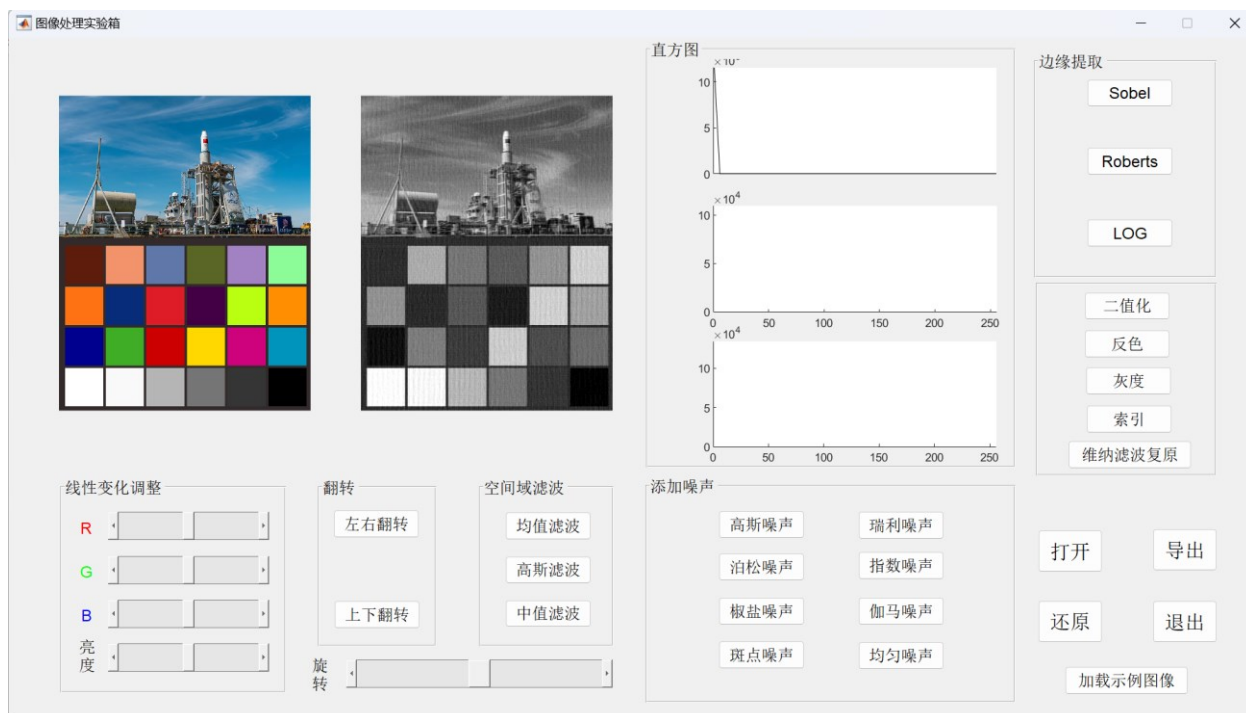 图像处理实验箱
直方图
10
5
0
×10⁴
10
5
0
0 50 100 150 200 250
×10⁴
10
5
0
0 50 100 150 200 250
边缘提取
Sobel
Roberts
LOG
二值化
反色
灰度
索引
维纳滤波复原
线性变化调整
R
G
B
亮度
翻转
左右翻转
上下翻转
空间域滤波
均值滤波
高斯滤波
中值滤波
旋转
添加噪声
高斯噪声 瑞利噪声
泊松噪声 指数噪声
椒盐噪声 伽马噪声
斑点噪声 均匀噪声
打开 导出
还原 退出
加载示例图像